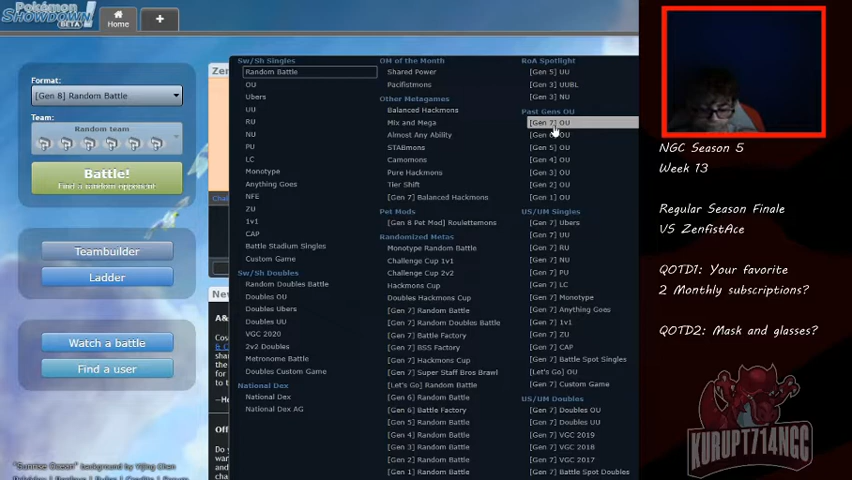 Pokémon
SHOWDOWN!
BETA
Home
Format:
[Gen 8] Random Battle
Team:
Random team
Battle!
Find a random opponent
Teambuilder
Ladder
Watch a battle
Find a user
"Sunrise Ocean" background by Yijing Chen
Zen
Sw/Sh Singles
Random Battle
OU
Ubers
UU
RU
NU
PU
LC
Monotype
Anything Goes
NFE
ZU
1v1
CAP
Battle Stadium Singles
Custom Game
Sw/Sh Doubles
Random Doubles Battle
Doubles OU
Doubles Ubers
Doubles UU
VGC 2020
2v2 Doubles
Metronome Battle
Doubles Custom Game
National Dex
National Dex
National Dex AG
OM of the Month
Shared Power
Pacifistmons
Other Metagames
Balanced Hackmons
Mix and Mega
Almost Any Ability
STABmons
Camomons
Pure Hackmons
Tier Shift
[Gen 7] Balanced Hackmons
Pet Mods
[Gen 8 Pet Mod] Roulettemons
Randomized Metas
Monotype Random Battle
Challenge Cup 1v1
Challenge Cup 2v2
Hackmons Cup
Doubles Hackmons Cup
[Gen 7] Random Battle
[Gen 7] Random Doubles Battle
[Gen 7] Battle Factory
[Gen 7] BSS Factory
[Gen 7] Hackmons Cup
[Gen 7] Super Staff Bros Brawl
[Let's Go] Random Battle
[Gen 6] Random Battle
[Gen 6] Battle Factory
[Gen 5] Random Battle
[Gen 4] Random Battle
[Gen 3] Random Battle
[Gen 2] Random Battle
[Gen 1] Random Battle
RoA Spotlight
[Gen 5] UU
[Gen 3] UUBL
[Gen 3] NU
Past Gens OU
[Gen 7] OU
[Gen 6] OU
[Gen 5] OU
[Gen 4] OU
[Gen 3] OU
[Gen 2] OU
[Gen 1] OU
US/UM Singles
[Gen 7] Ubers
[Gen 7] UU
[Gen 7] RU
[Gen 7] NU
[Gen 7] PU
[Gen 7] LC
[Gen 7] Monotype
[Gen 7] Anything Goes
[Gen 7] 1v1
[Gen 7] ZU
[Gen 7] CAP
[Gen 7] Battle Spot Singles
[Let's Go] OU
[Gen 7] Custom Game
US/UM Doubles
[Gen 7] Doubles OU
[Gen 7] Doubles UU
[Gen 7] VGC 2019
[Gen 7] VGC 2018
[Gen 7] VGC 2017
[Gen 7] Battle Spot Doubles
NGC Season 5
Week 13
Regular Season Finale
VS ZenfistAce
QOTD1: Your favorite
2 Monthly subscriptions?
QOTD2: Mask and glasses?
KURUPT714NGC